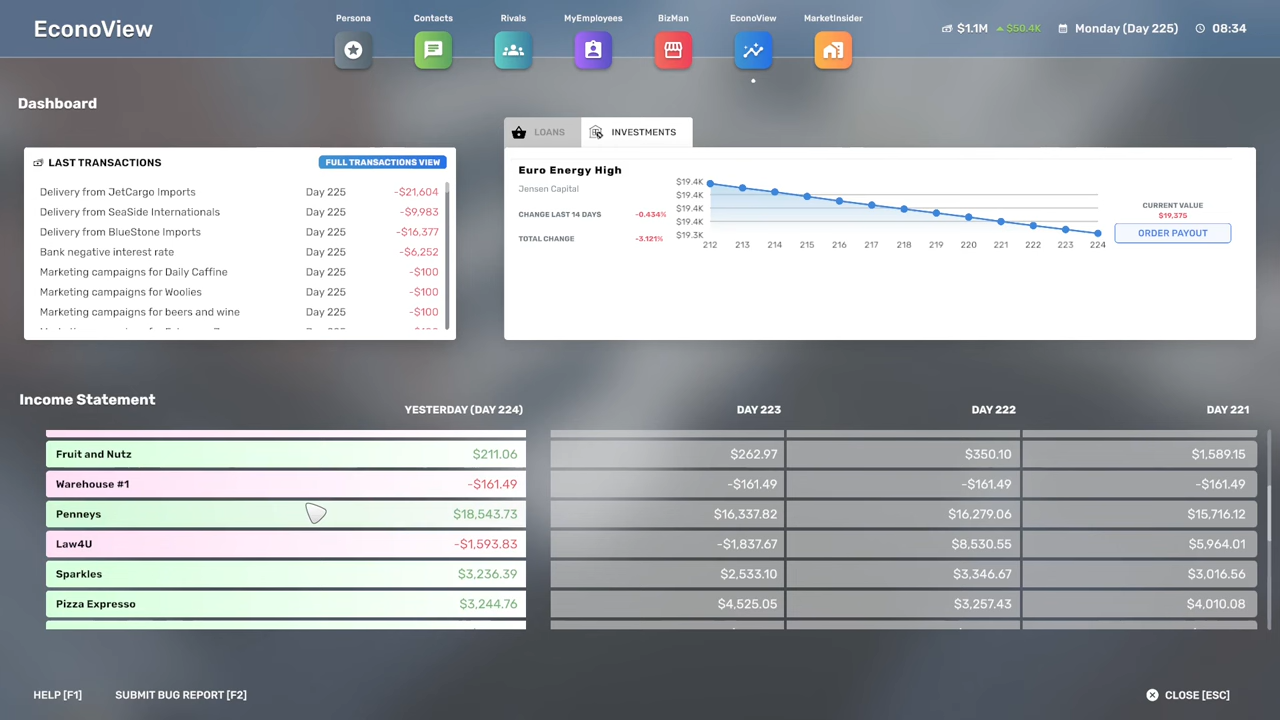 EconoView
Persona
Contacts
Rivals
MyEmployees
BizMan
EconoView
MarketInsider
$1.1M
$50.4K
Monday (Day 225)
08:34
Dashboard
LAST TRANSACTIONS
FULL TRANSACTIONS VIEW
Delivery from JetCargo Imports Day 225 -$21,604
Delivery from SeaSide Internationals Day 225 -$9,983
Delivery from BlueStone Imports Day 225 -$16,377
Bank negative interest rate Day 225 -$6,252
Marketing campaigns for Daily Caffine Day 225 -$100
Marketing campaigns for Woolies Day 225 -$100
Marketing campaigns for beers and wine Day 225 -$100
LOANS
INVESTMENTS
Euro Energy High
Jensen Capital
CHANGE LAST 14 DAYS -0.434%
TOTAL CHANGE -3.121%
$19.4K
$19.4K
$19.4K
$19.4K
$19.3K
212 213 214 215 216 217 218 219 220 221 222 223 224
CURRENT VALUE
$19,375
ORDER PAYOUT
Income Statement
YESTERDAY (DAY 224) DAY 223 DAY 222 DAY 221
Fruit and Nutz $211.06 $262.97 $350.10 $1,589.15
Warehouse #1 -$161.49 -$161.49 -$161.49 -$161.49
Penneys $18,543.73 $16,337.82 $16,279.06 $15,716.12
Law4U -$1,593.83 -$1,837.67 $8,530.55 $5,964.01
Sparkles $3,236.39 $2,533.10 $3,346.67 $3,016.56
Pizza Expresso $3,244.76 $4,525.05 $3,257.43 $4,010.08
HELP [F1]
SUBMIT BUG REPORT [F2]
CLOSE [ESC]